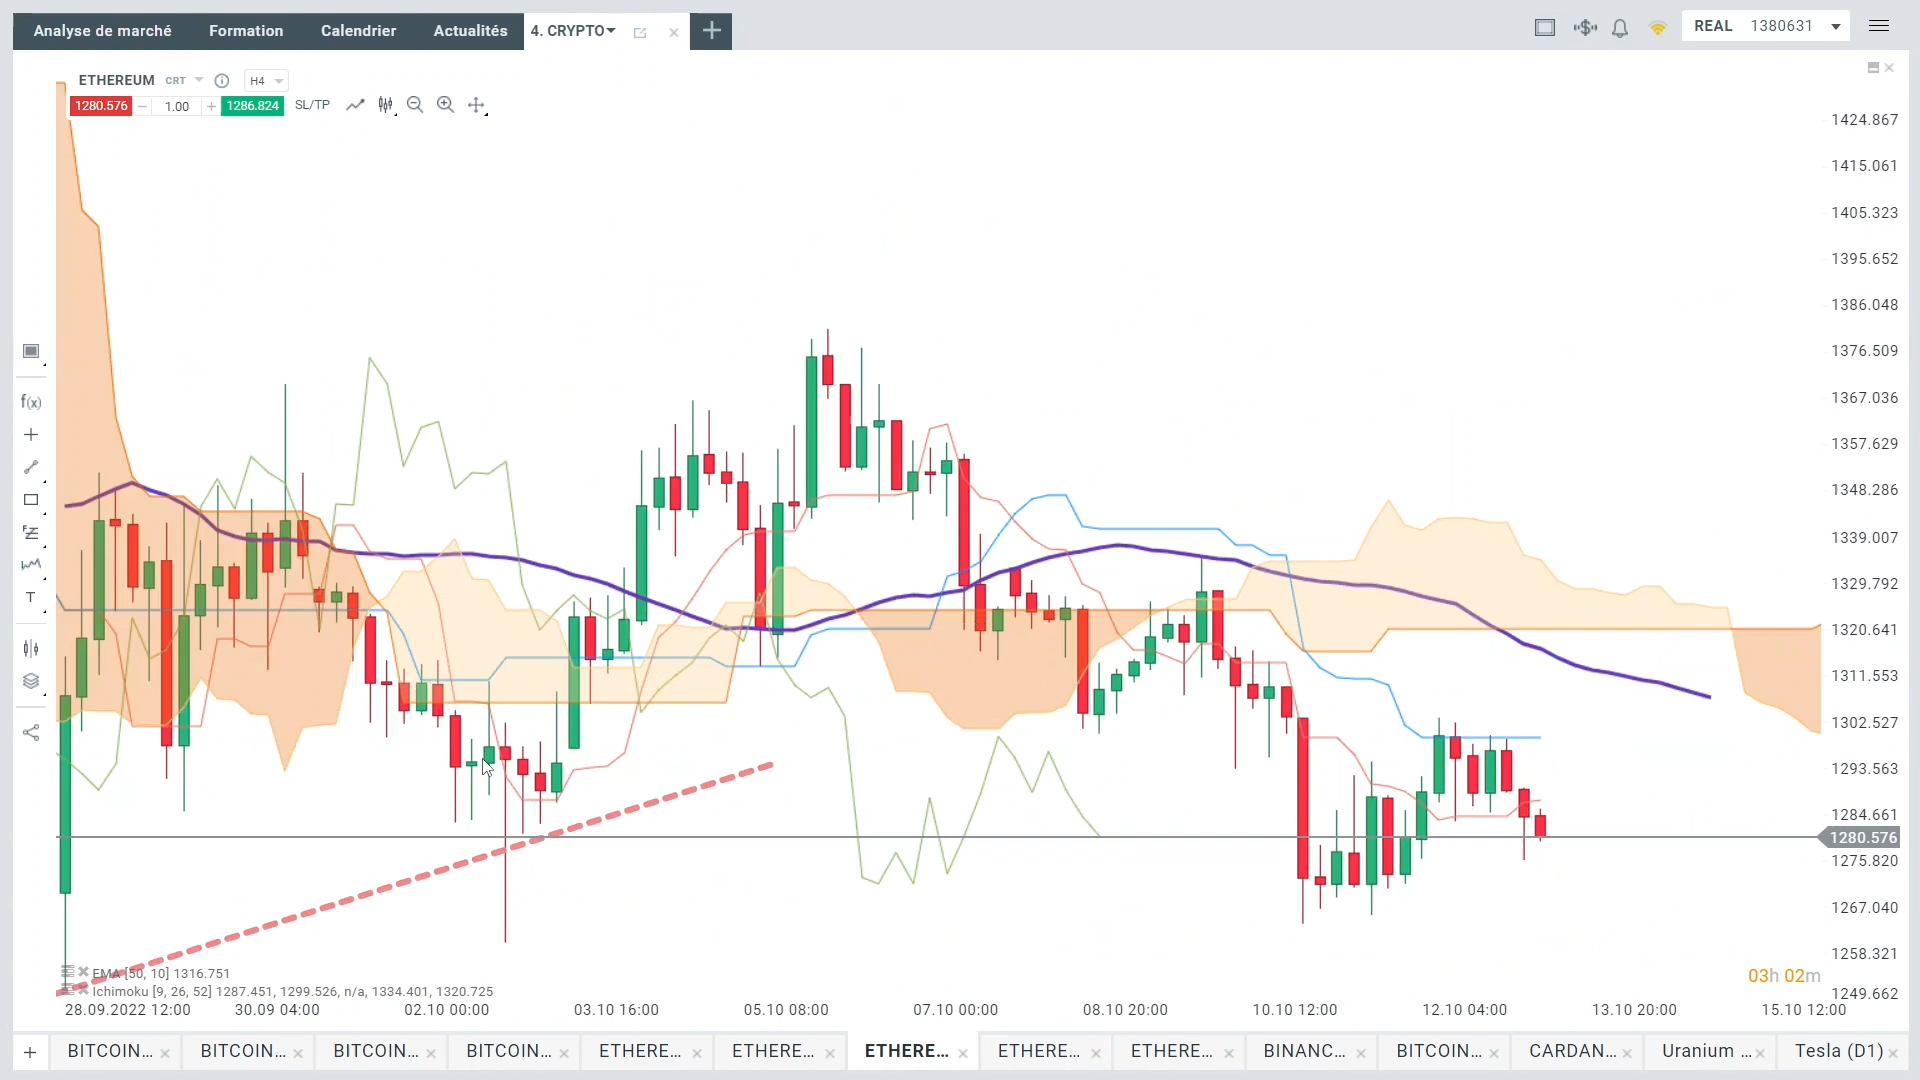 Analyse de marché Formation Calendrier Actualités 4. CRYPTO REAL 1380631
ETHEREUM CRT H4
1280.576 1.00 1286.824 SL/TP
1424.867
1415.061
1405.323
1395.652
1386.048
1376.509
1367.036
1357.629
1348.286
1339.007
1329.792
1320.641
1311.553
1302.527
1293.563
1284.661
1280.576
1275.820
1267.040
1258.321
1249.662
f(x)
T
03h 02m
EMA [50, 10] 1316.751
Ichimoku [9, 26, 52] 1287.451, 1299.526, n/a, 1334.401, 1320.725
28.09.2022 12:00 30.09 04:00 02.10 00:00 03.10 16:00 05.10 08:00 07.10 00:00 08.10 20:00 10.10 12:00 12.10 04:00 13.10 20:00 15.10 12:00
BITCOIN... BITCOIN... BITCOIN... BITCOIN... ETHERE... ETHERE... ETHERE... ETHERE... ETHERE... BINANC... BITCOIN... CARDAN... Uranium ... Tesla (D1)